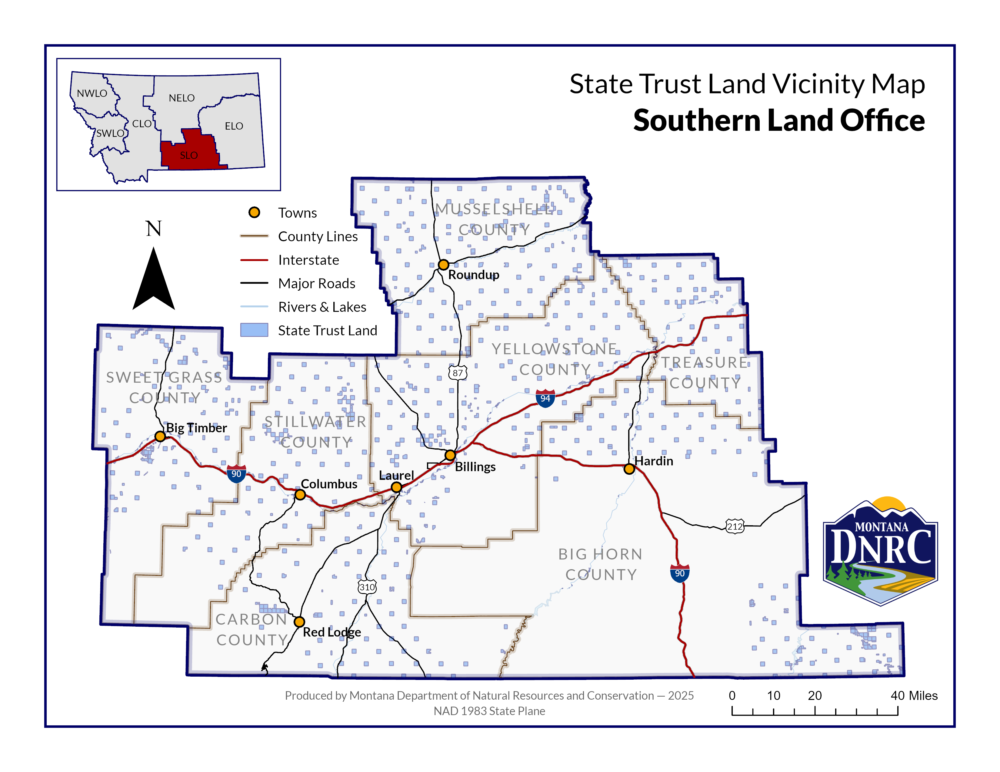 State Trust Land Vicinity Map
Southern Land Office
NWLO
NELO
CLO
ELO
SWLO
SLO
N
Towns
County Lines
Interstate
Major Roads
Rivers & Lakes
State Trust Land
MUSSELSHELL
COUNTY
Roundup
YELLOWSTONE
COUNTY
TREASURE
COUNTY
87
94
SWEET GRASS
COUNTY
Big Timber
STILLWATER
COUNTY
90
Columbus
Laurel
Billings
Hardin
212
BIG HORN
COUNTY
90
310
CARBON
COUNTY
Red Lodge
MONTANA
DNRC
Produced by Montana Department of Natural Resources and Conservation — 2025
NAD 1983 State Plane
0 10 20 40 Miles